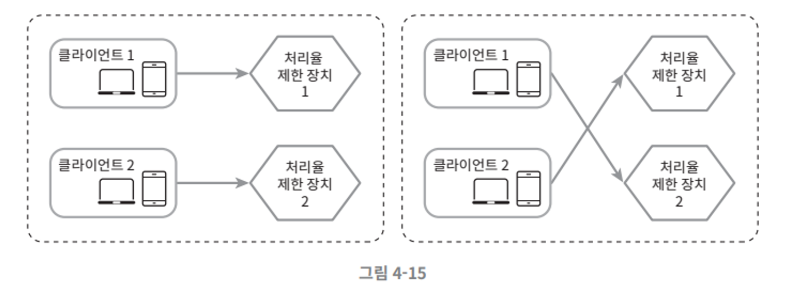 클라이언트 1
처리율
제한 장치
1
클라이언트 2
처리율
제한 장치
2
클라이언트 1
처리율
제한 장치
1
클라이언트 2
처리율
제한 장치
2
그림 4-15